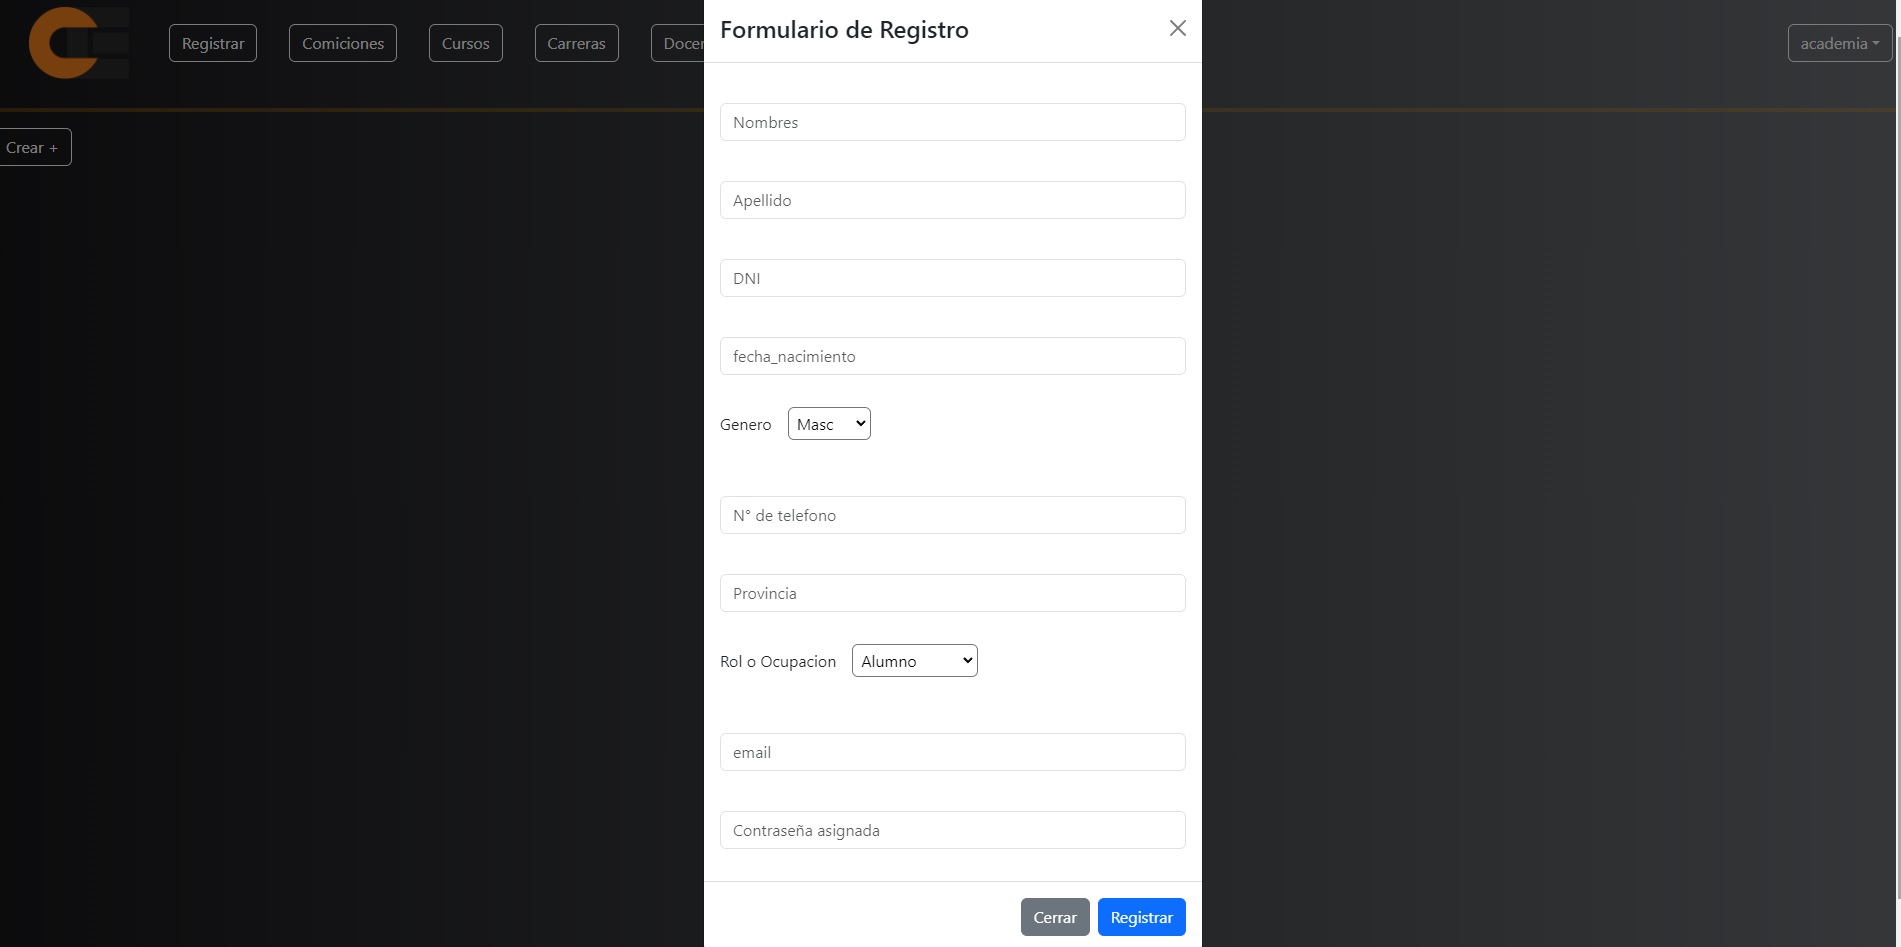 Formulario de Registro
Registrar
Comiciones
Cursos
Carreras
Docen
academia
Crear +
Nombres
Apellido
DNI
fecha_nacimiento
Genero Masc
N° de telefono
Provincia
Rol o Ocupacion Alumno
email
Contraseña asignada
Cerrar
Registrar